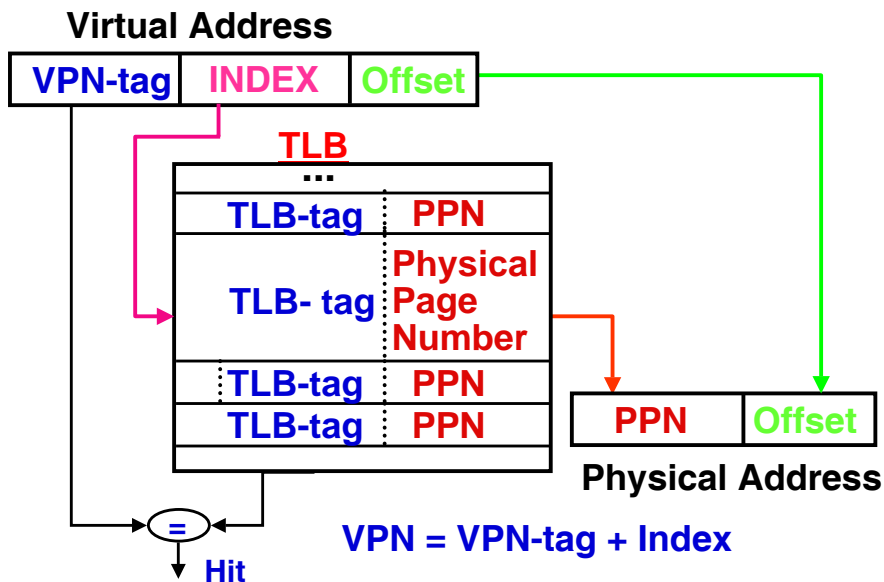 Virtual Address
VPN-tag INDEX Offset
TLB
...
TLB-tag PPN
TLB- tag Physical
Page
Number
TLB-tag PPN
TLB-tag PPN
PPN Offset
Physical Address
=
Hit
VPN = VPN-tag + Index